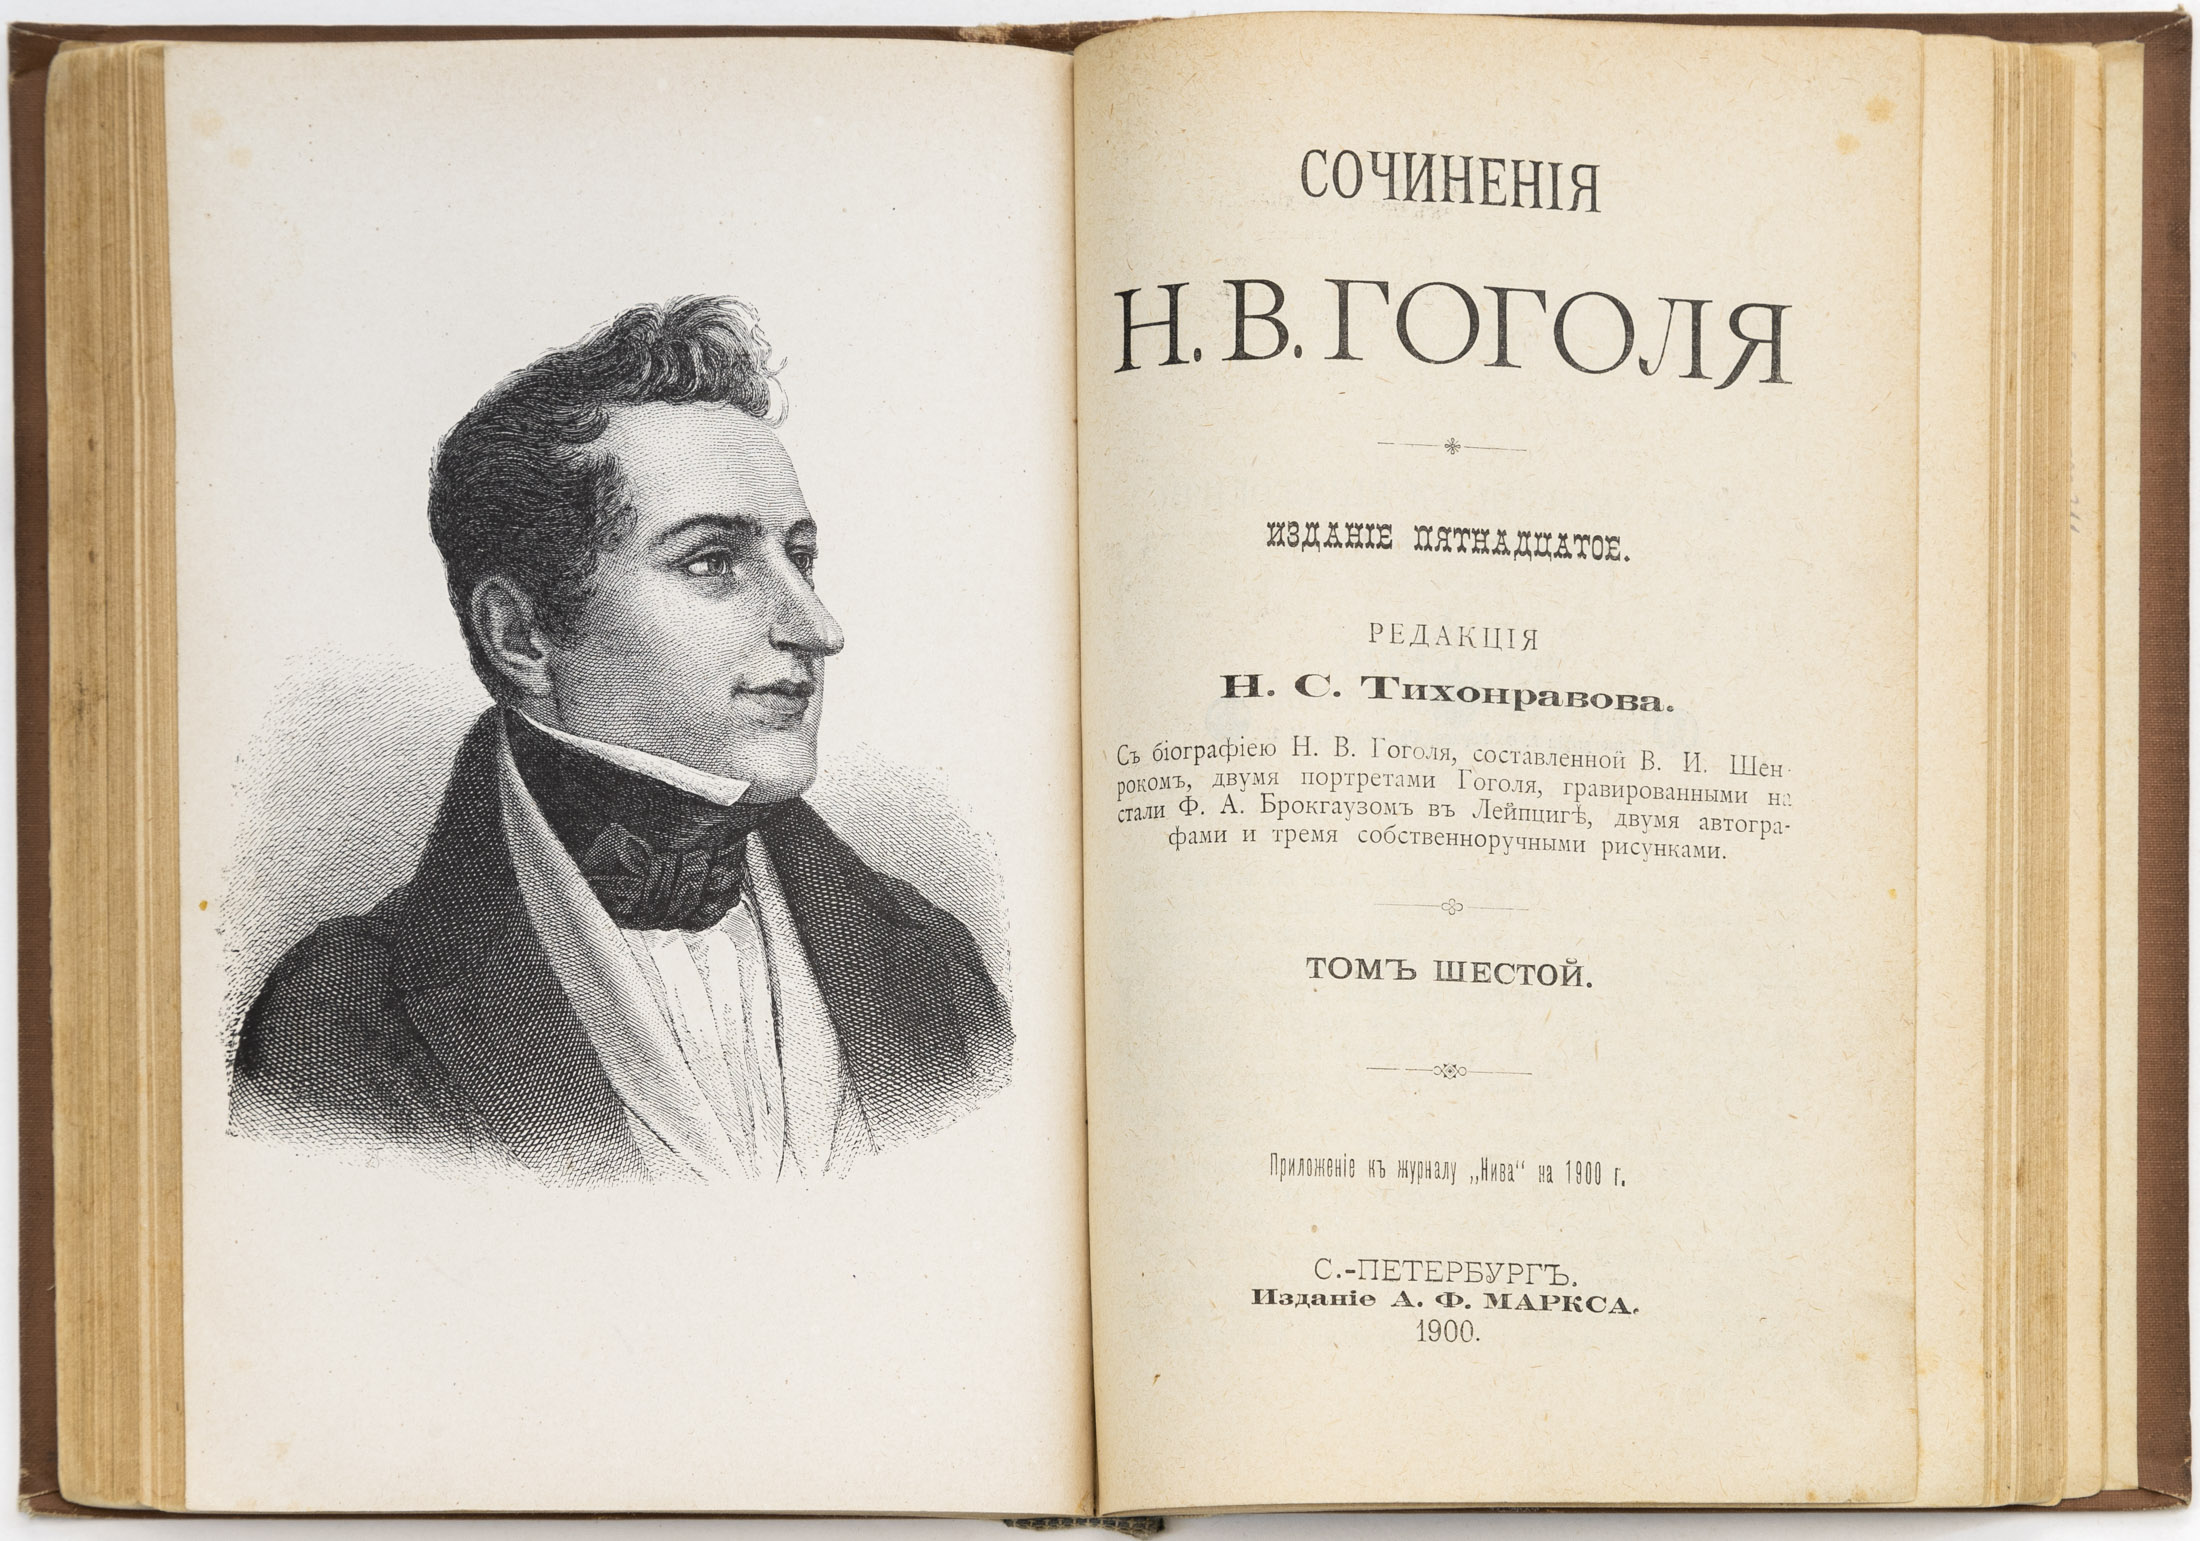 СОЧИНЕНІЯ
Н. В. ГОГОЛЯ
ИЗДАНІЕ ПЯТНАДЦАТОЕ.
РЕДАКЦІЯ
Н. С. Тихонравова.
Съ біографіею Н. В. Гоголя, составленной В. И. Шен-
рокомъ, двумя портретами Гоголя, гравированными на
стали Ф. А. Брокгаузомъ въ Лейпцигѣ, двумя автогра-
фами и тремя собственноручными рисунками.
ТОМЪ ШЕСТОЙ.
Приложеніе къ журналу „Нива“ на 1900 г.
С.-ПЕТЕРБУРГЪ.
Изданіе А. Ф. МАРКСА.
1900.